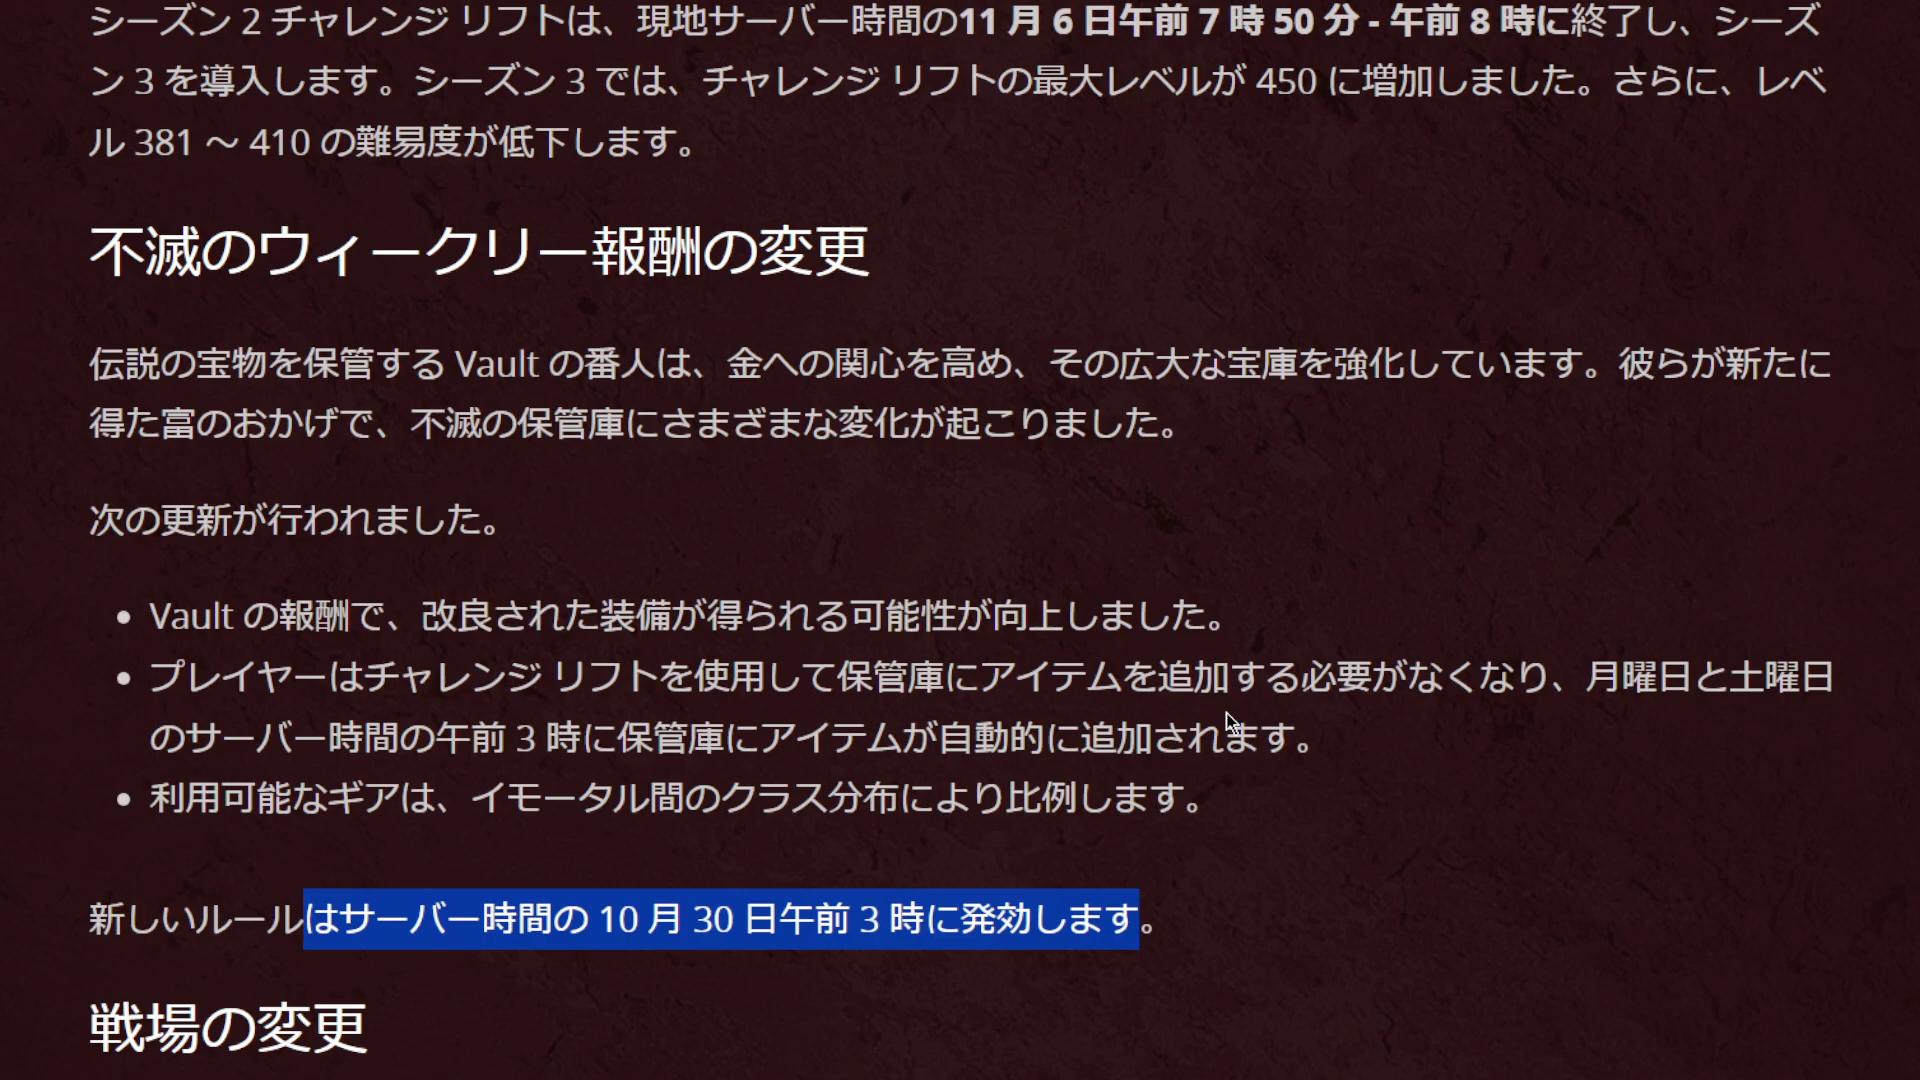 シーズン 2 チャレンジ リフトは、現地サーバー時間の11 月 6 日午前 7 時 50 分 - 午前 8 時に終了し、シーズ
ン 3 を導入します。シーズン 3 では、チャレンジ リフトの最大レベルが 450 に増加しました。さらに、レベ
ル 381 ～ 410 の難易度が低下します。
不滅のウィークリー報酬の変更
伝説の宝物を保管する Vault の番人は、金への関心を高め、その広大な宝庫を強化しています。彼らが新たに
得た富のおかげで、不滅の保管庫にさまざまな変化が起こりました。
次の更新が行われました。
• Vault の報酬で、改良された装備が得られる可能性が向上しました。
• プレイヤーはチャレンジ リフトを使用して保管庫にアイテムを追加する必要がなくなり、月曜日と土曜日
のサーバー時間の午前 3 時に保管庫にアイテムが自動的に追加されます。
• 利用可能なギアは、イモータル間のクラス分布により比例します。
新しいルールはサーバー時間の 10 月 30 日午前 3 時に発効します。
戦場の変更